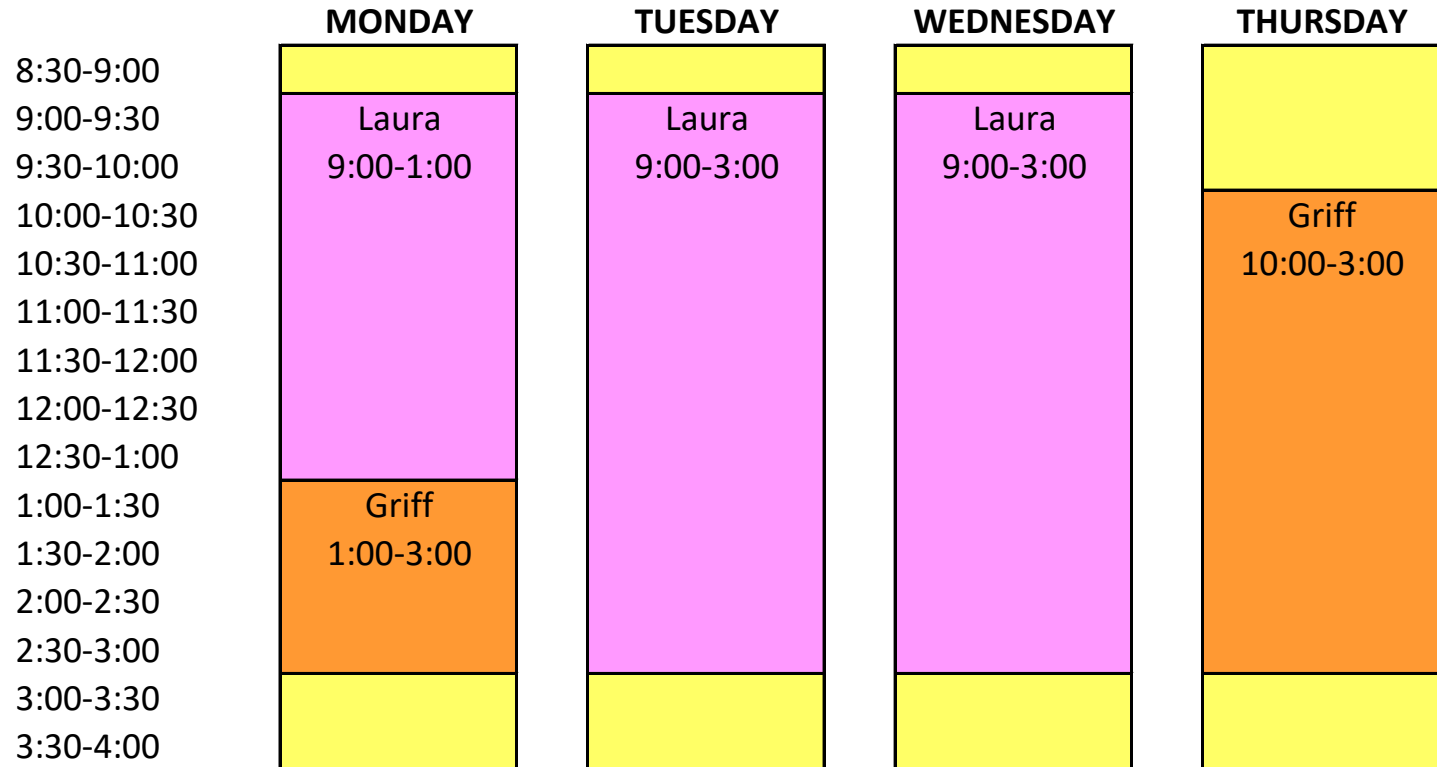 MONDAY TUESDAY WEDNESDAY THURSDAY
8:30-9:00
9:00-9:30 Laura Laura Laura
9:30-10:00 9:00-1:00 9:00-3:00 9:00-3:00
10:00-10:30 Griff
10:30-11:00 10:00-3:00
11:00-11:30
11:30-12:00
12:00-12:30
12:30-1:00
1:00-1:30 Griff
1:30-2:00 1:00-3:00
2:00-2:30
2:30-3:00
3:00-3:30
3:30-4:00